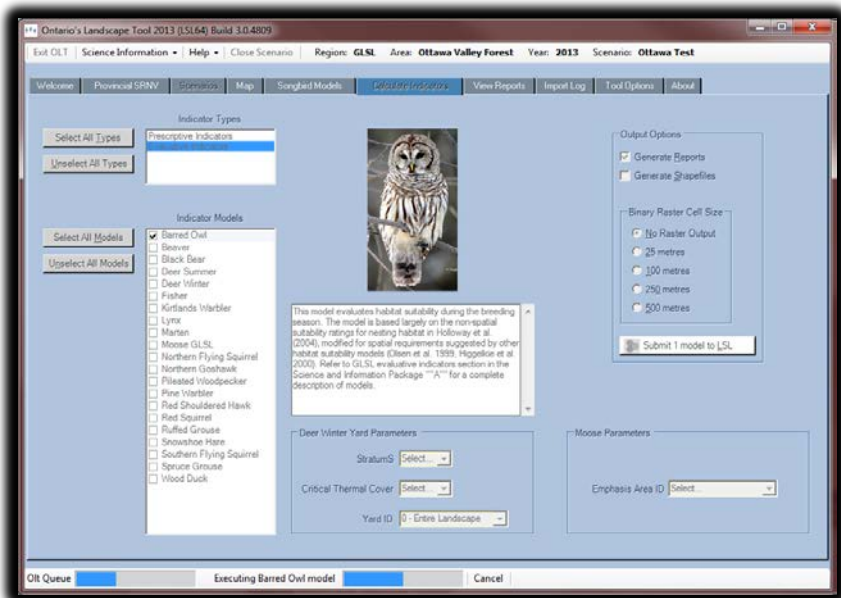 Ontario's Landscape Tool 2013 (LSL64) Build 3.0.4809
Exit OLT Science Information Help Close Scenario Region: GLSL Area: Ottawa Valley Forest Year: 2013 Scenario: Ottawa Test
Welcome Provincial SRNV Scenarios Map Songbird Models Calculate Indicators View Reports Import Log Tool Options About
Indicator Types
Select All Types
Unselect All Types
Prescriptive Indicators
Evaluative Indicators
Indicator Models
Select All Models
Unselect All Models
Barred Owl
Beaver
Black Bear
Deer Summer
Deer Winter
Fisher
Kirtlands Warbler
Lynx
Marten
Moose GLSL
Northern Flying Squirrel
Northern Goshawk
Pileated Woodpecker
Pine Warbler
Red Shouldered Hawk
Red Squirrel
Ruffed Grouse
Snowshoe Hare
Southern Flying Squirrel
Spruce Grouse
Wood Duck
This model evaluates habitat suitability during the breeding
season. The model is based largely on the non-spatial
suitability ratings for nesting habitat in Holloway et al.
(2004), modified for spatial requirements suggested by other
habitat suitability models (Olsen et al. 1999, Higgelkie et al.
2000). Refer to GLSL evaluative indicators section in the
Science and Information Package """A""" for a complete
description of models.
Deer Winter Yard Parameters
StratumS Select...
Critical Thermal Cover Select...
Yard ID 0 - Entire Landscape
Moose Parameters
Emphasis Area ID Select...
Output Options
Generate Reports
Generate Shapefiles
Binary Raster Cell Size
No Raster Output
25 metres
100 metres
250 metres
500 metres
Submit 1 model to LSL
Olt Queue Executing Barred Owl model Cancel